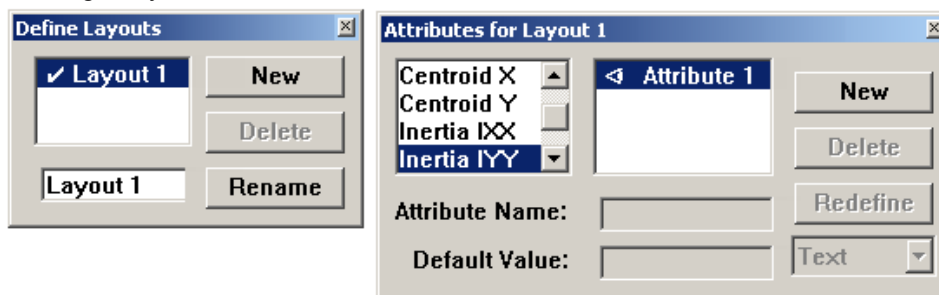 Define Layouts
✔ Layout 1
New
Delete
Layout 1
Rename
Attributes for Layout 1
Centroid X
Centroid Y
Inertia IXX
Inertia IYY
Attribute 1
New
Delete
Redefine
Attribute Name:
Default Value:
Text